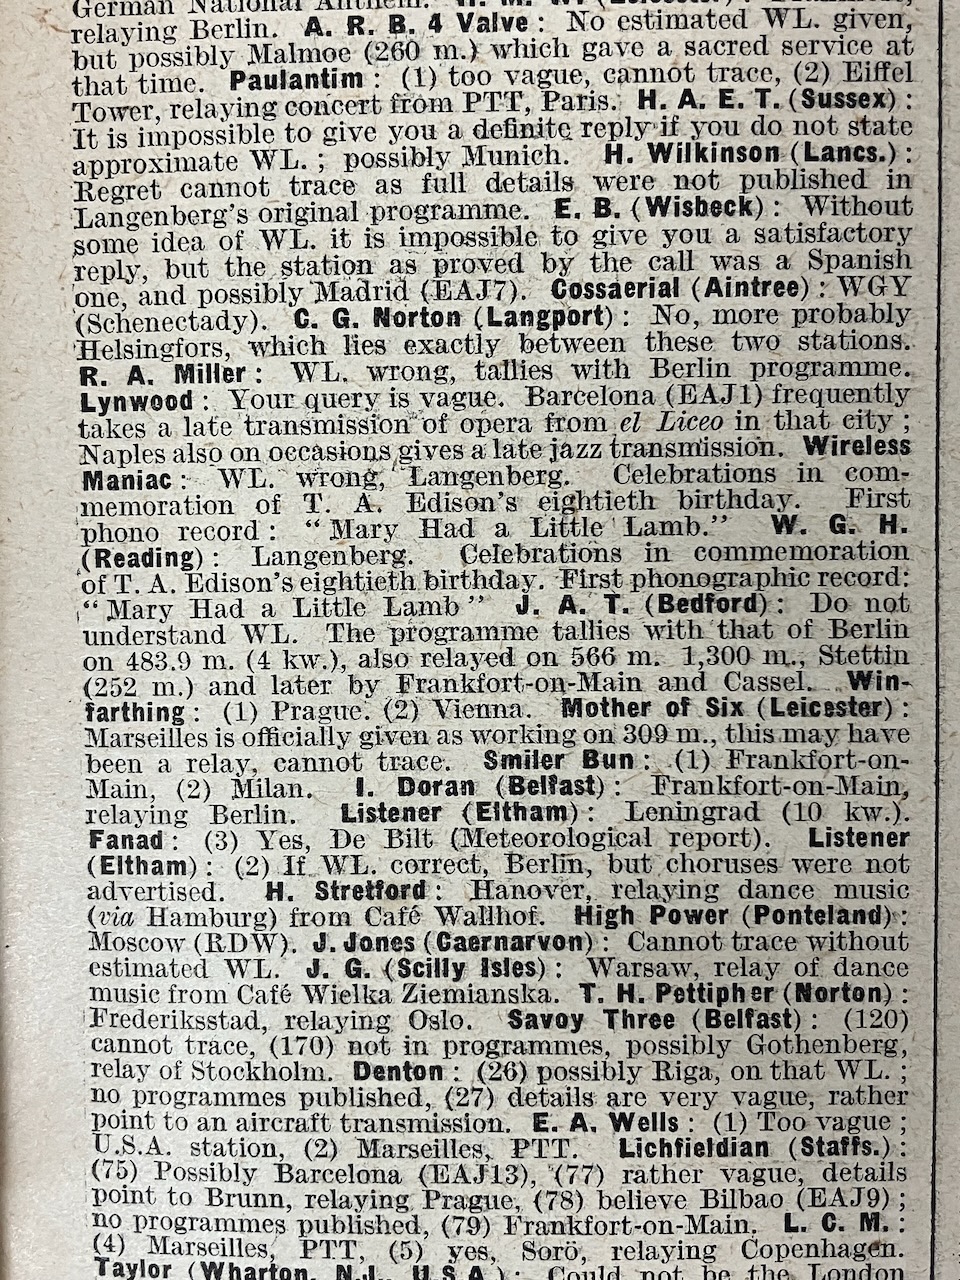 German National Anthem.
relaying Berlin. A. R. B. 4 Valve: No estimated WL. given,
but possibly Malmoe (260 m.) which gave a sacred service at
that time. Paulantim: (1) too vague, cannot trace, (2) Eiffel
Tower, relaying concert from PTT, Paris. H. A. E. T. (Sussex):
It is impossible to give you a definite reply if you do not state
approximate WL.; possibly Munich. H. Wilkinson (Lancs.):
Regret cannot trace as full details were not published in
Langenberg's original programme. E. B. (Wisbeck): Without
some idea of WL. it is impossible to give you a satisfactory
reply, but the station as proved by the call was a Spanish
one, and possibly Madrid (EAJ7). Cossaerial (Aintree): WGY
(Schenectady). C. G. Norton (Langport): No, more probably
Helsingfors, which lies exactly between these two stations.
R. A. Miller: WL. wrong, tallies with Berlin programme.
Lynwood: Your query is vague. Barcelona (EAJ1) frequently
takes a late transmission of opera from el Liceo in that city;
Naples also on occasions gives a late jazz transmission. Wireless
Maniac: WL. wrong, Langenberg. Celebrations in com-
memoration of T. A. Edison's eightieth birthday. First
phono record: "Mary Had a Little Lamb." W. G. H.
(Reading): Langenberg. Celebrations in commemoration
of T. A. Edison's eightieth birthday. First phonographic record:
"Mary Had a Little Lamb" J. A. T. (Bedford): Do not
understand WL. The programme tallies with that of Berlin
on 483.9 m. (4 kw.), also relayed on 566 m. 1,300 m., Stettin
(252 m.) and later by Frankfort-on-Main and Cassel. Win-
farthing: (1) Prague. (2) Vienna. Mother of Six (Leicester):
Marseilles is officially given as working on 309 m., this may have
been a relay, cannot trace. Smiler Bun: (1) Frankfort-on-
Main, (2) Milan. I. Doran (Belfast): Frankfort-on-Main,
relaying Berlin. Listener (Eltham): Leningrad (10 kw.).
Fanad: (3) Yes, De Bilt (Meteorological report). Listener
(Eltham): (2) If WL. correct, Berlin, but choruses were not
advertised. H. Stretford: Hanover, relaying dance music
(via Hamburg) from Café Wallhof. High Power (Ponteland):
Moscow (RDW). J. Jones (Caernarvon): Cannot trace without
estimated WL. J. G. (Scilly Isles): Warsaw, relay of dance
music from Café Wielka Ziemianska. T. H. Pettipher (Norton):
Frederiksstad, relaying Oslo. Savoy Three (Belfast): (120)
cannot trace, (170) not in programmes, possibly Gothenberg,
relay of Stockholm. Denton: (26) possibly Riga, on that WL.;
no programmes published, (27) details are very vague, rather
point to an aircraft transmission. E. A. Wells: (1) Too vague;
U.S.A. station, (2) Marseilles, PTT. Lichfieldian (Staffs.):
(75) Possibly Barcelona (EAJ13), (77) rather vague, details
point to Brunn, relaying Prague, (78) believe Bilbao (EAJ9);
no programmes published, (79) Frankfort-on-Main. L. C. M.:
(4) Marseilles, PTT, (5) yes, Sorö, relaying Copenhagen.
Taylor (Wharton, N.J., U.S.A.): Could not be the London